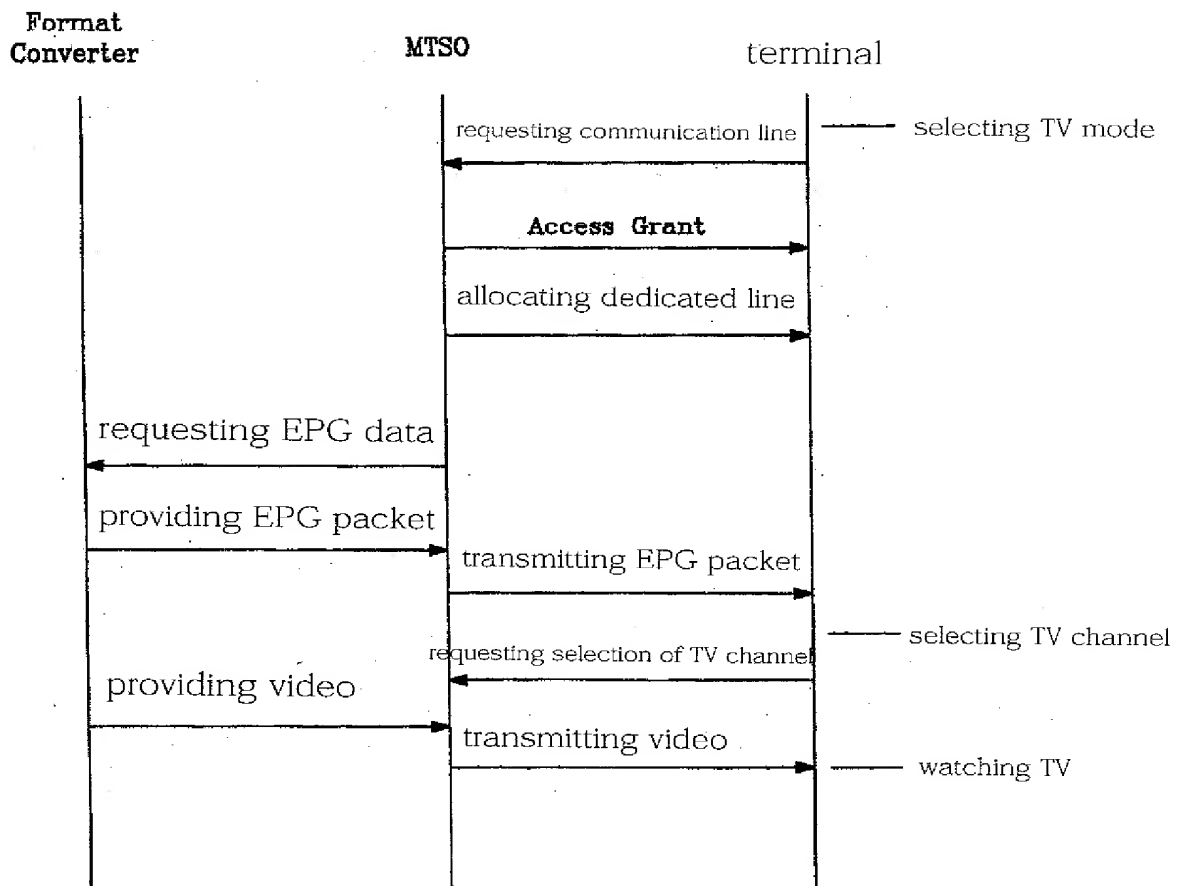 Format
Converter
MTSO
terminal
requesting communication line
selecting TV mode
Access Grant
allocating dedicated line
requesting EPG data
providing EPG packet
transmitting EPG packet
selecting TV channel
requesting selection of TV channel
providing video
transmitting video
watching TV